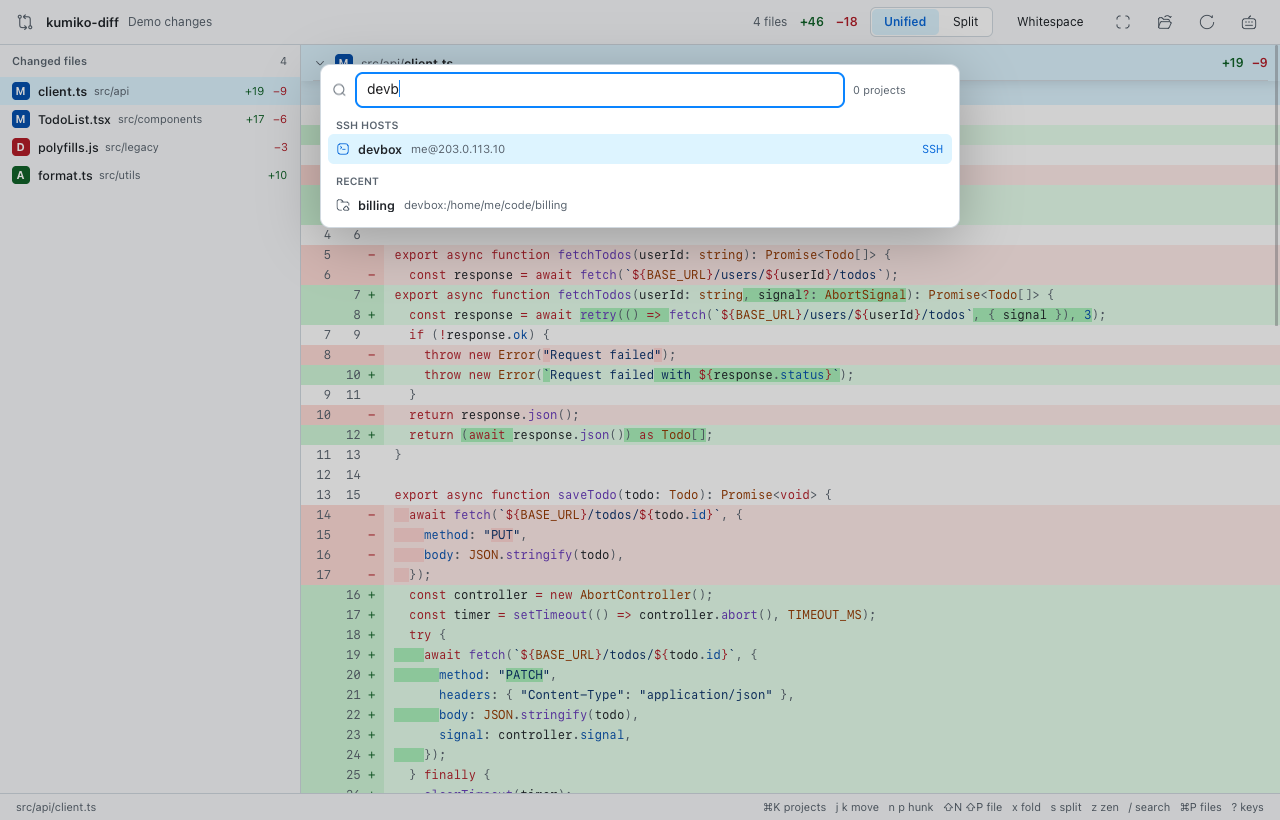 kumiko-diff Demo changes 4 files +46 −18 Unified Split Whitespace
Changed files 4
M client.ts src/api +19 −9
M TodoList.tsx src/components +17 −6
D polyfills.js src/legacy −3
A format.ts src/utils +10
M src/api/client.ts +19 −9
devb 0 projects
SSH HOSTS
devbox me@203.0.113.10 SSH
RECENT
billing devbox:/home/me/code/billing
4 6
5 − export async function fetchTodos(userId: string): Promise<Todo[]> {
6 − const response = await fetch(`${BASE_URL}/users/${userId}/todos`);
7 + export async function fetchTodos(userId: string, signal?: AbortSignal): Promise<Todo[]> {
8 + const response = await retry(() => fetch(`${BASE_URL}/users/${userId}/todos`, { signal }), 3);
7 9 if (!response.ok) {
8 − throw new Error("Request failed");
10 + throw new Error(`Request failed with ${response.status}`);
9 11 }
10 − return response.json();
12 + return (await response.json()) as Todo[];
11 13 }
12 14
13 15 export async function saveTodo(todo: Todo): Promise<void> {
14 − await fetch(`${BASE_URL}/todos/${todo.id}`, {
15 − method: "PUT",
16 − body: JSON.stringify(todo),
17 − });
16 + const controller = new AbortController();
17 + const timer = setTimeout(() => controller.abort(), TIMEOUT_MS);
18 + try {
19 + await fetch(`${BASE_URL}/todos/${todo.id}`, {
20 + method: "PATCH",
21 + headers: { "Content-Type": "application/json" },
22 + body: JSON.stringify(todo),
23 + signal: controller.signal,
24 + });
25 + } finally {
26 + clearTimeout(timer);
src/api/client.ts ⌘K projects j k move n p hunk ⇧N ⇧P file x fold s split z zen / search ⌘P files ? keys